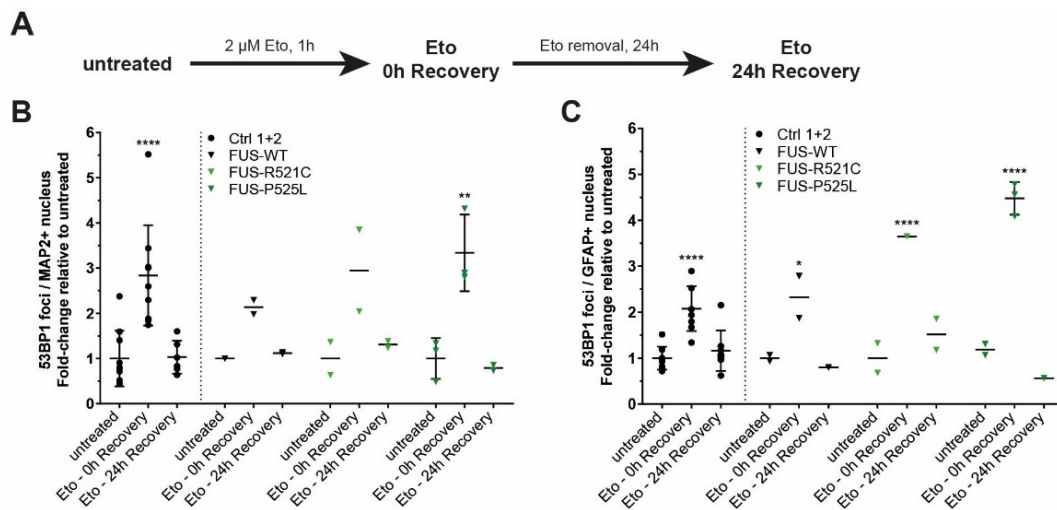 A
untreated
2 µM Eto, 1h
Eto
0h Recovery
Eto removal, 24h
Eto
24h Recovery
B
53BP1 foci / MAP2+ nucleus
Fold-change relative to untreated
6
5
4
3
2
1
0
Ctrl 1+2
FUS-WT
FUS-R521C
FUS-P525L
****
**
untreated
Eto - 0h Recovery
Eto - 24h Recovery
untreated
Eto - 0h Recovery
Eto - 24h Recovery
untreated
Eto - 0h Recovery
Eto - 24h Recovery
untreated
Eto - 0h Recovery
Eto - 24h Recovery
C
53BP1 foci / GFAP+ nucleus
Fold-change relative to untreated
6
5
4
3
2
1
0
Ctrl 1+2
FUS-WT
FUS-R521C
FUS-P525L
****
*
****
****
untreated
Eto - 0h Recovery
Eto - 24h Recovery
untreated
Eto - 0h Recovery
Eto - 24h Recovery
untreated
Eto - 0h Recovery
Eto - 24h Recovery
untreated
Eto - 0h Recovery
Eto - 24h Recovery